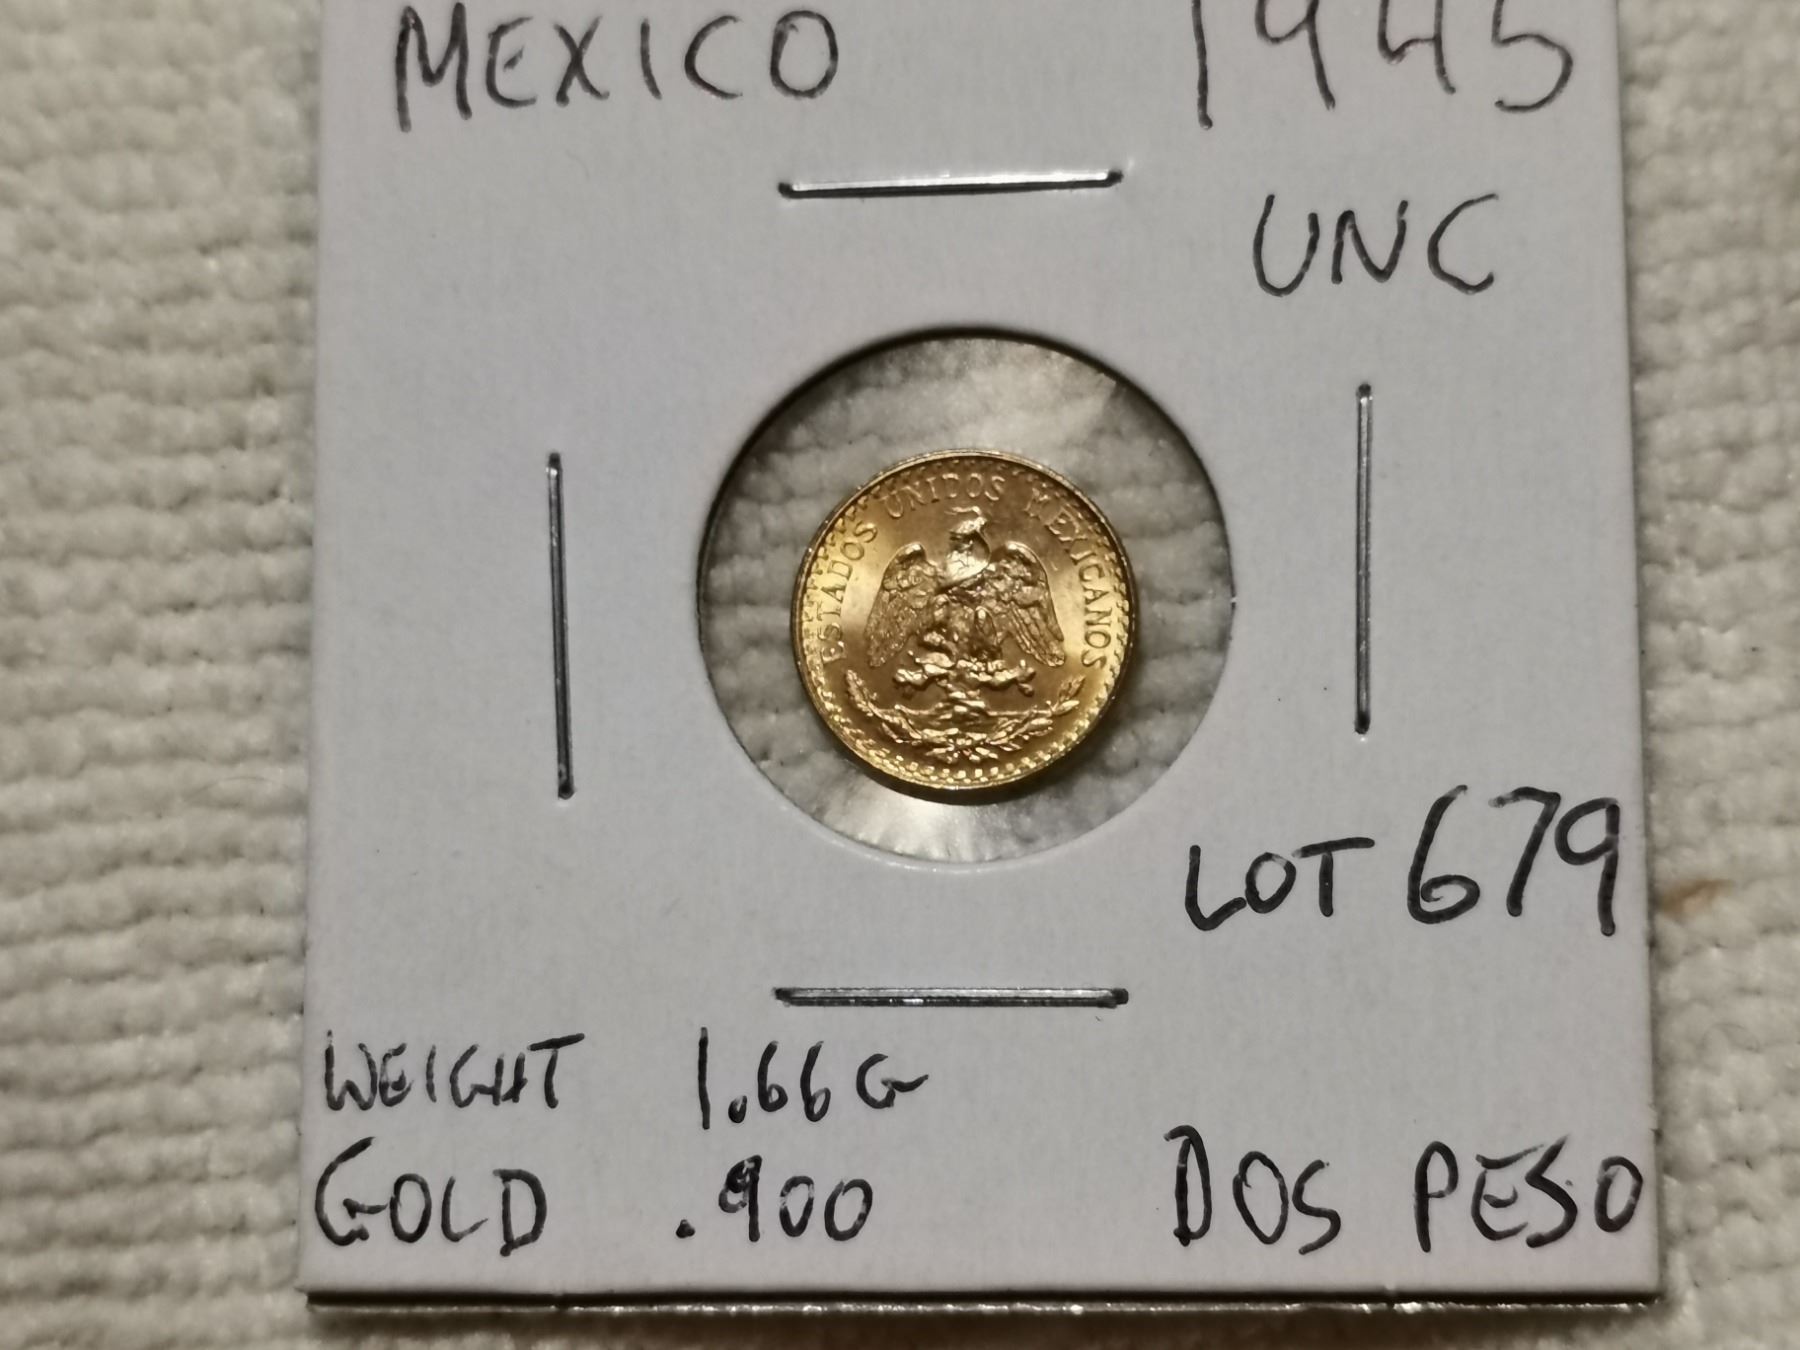 MEXICO 1945
UNC
ESTADOS UNIDOS MEXICANOS
LOT 679
WEIGHT 1.66G
GOLD .900 DOS PESO